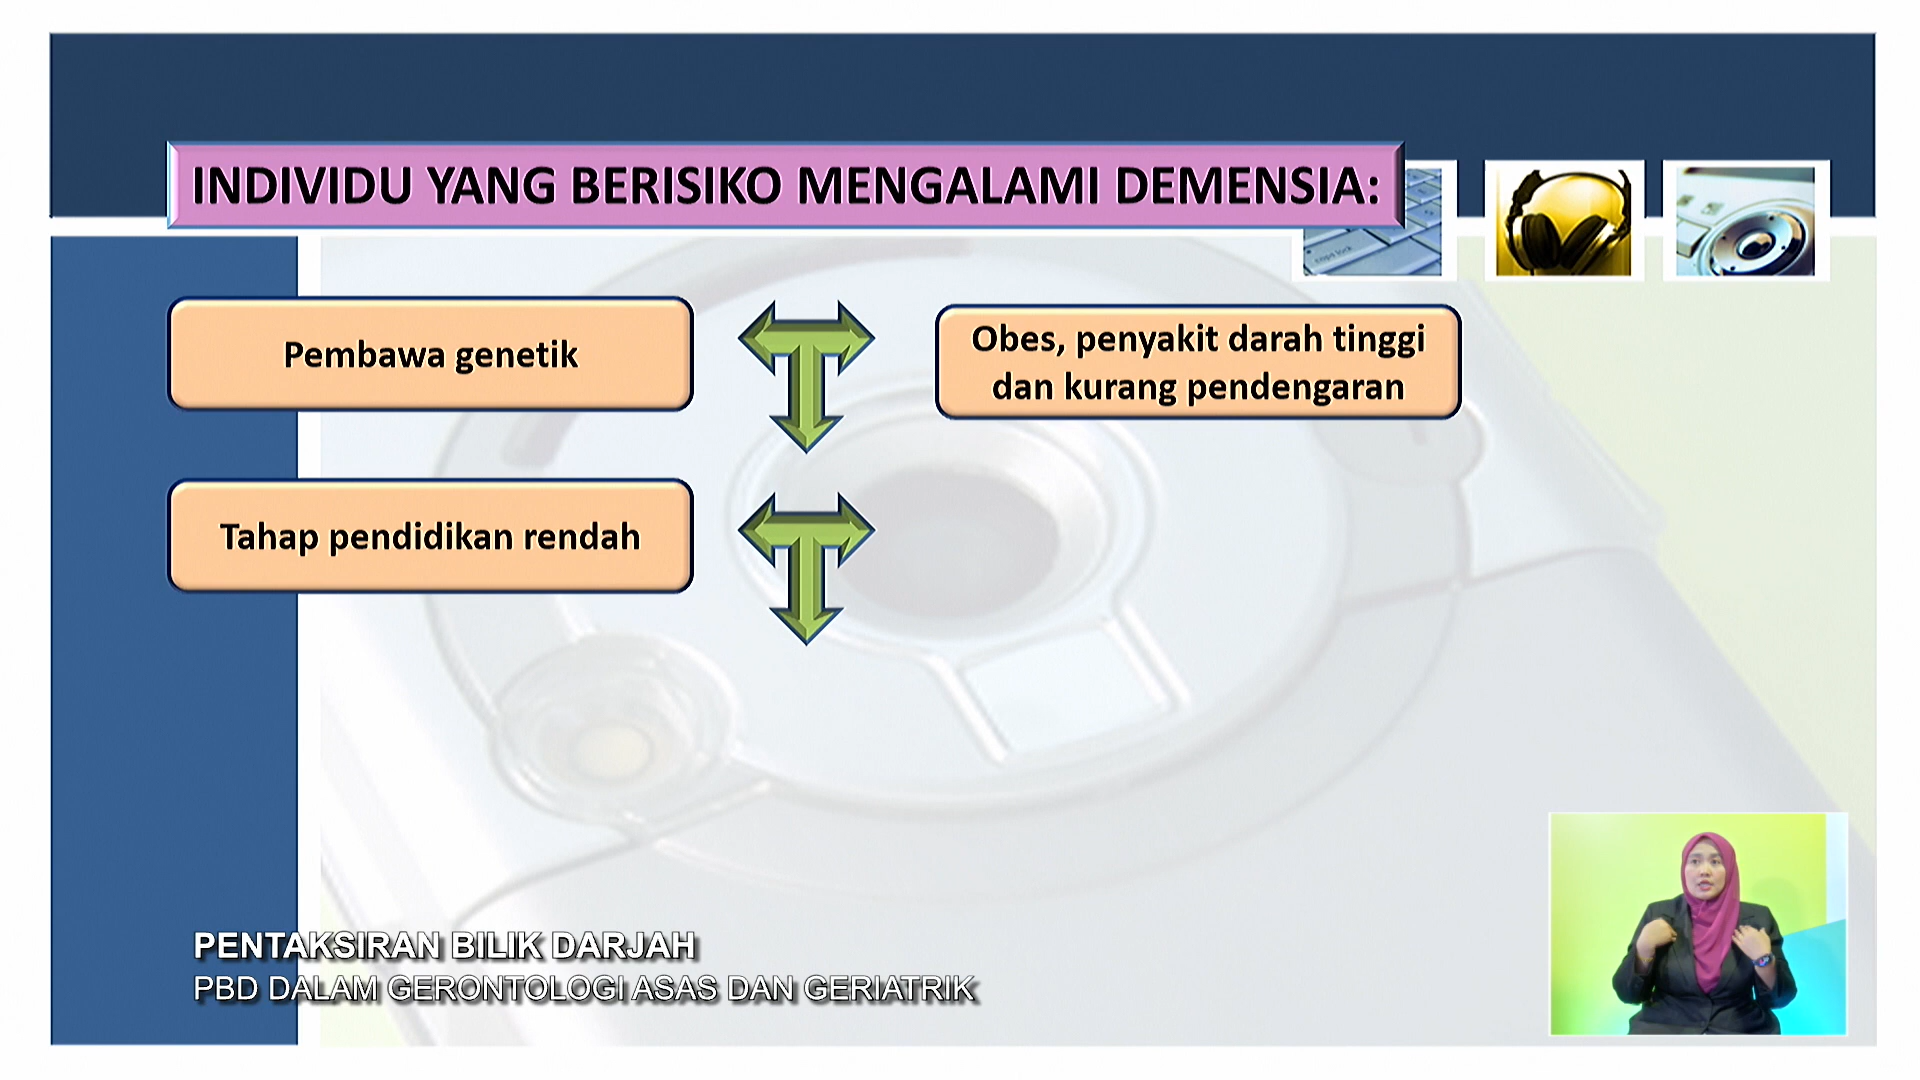 INDIVIDU YANG BERISIKO MENGALAMI DEMENSIA:
Pembawa genetik
Obes, penyakit darah tinggi
dan kurang pendengaran
Tahap pendidikan rendah
PENTAKSIRAN BILIK DARJAH
PBD DALAM GERONTOLOGI ASAS DAN GERIATRIK